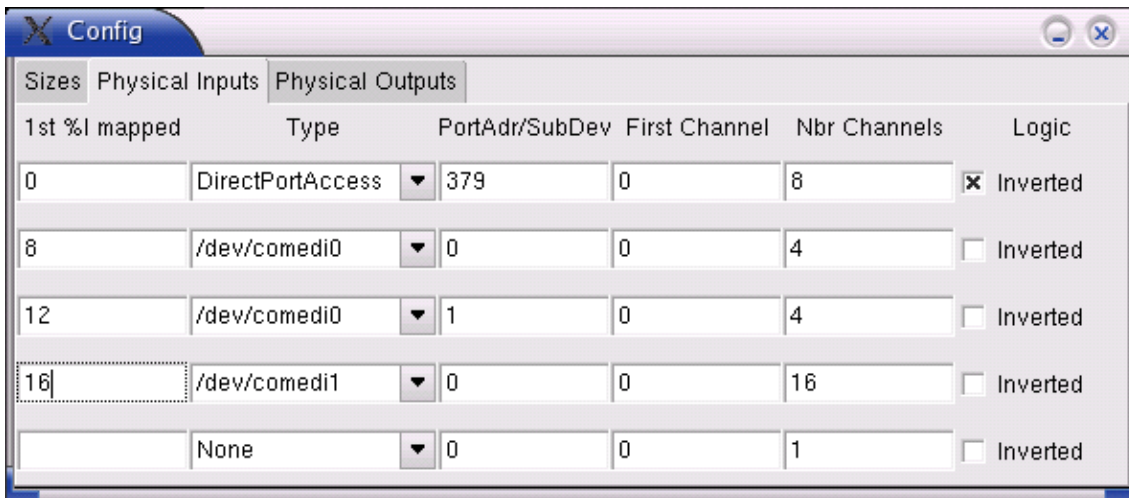 Config
Sizes Physical Inputs Physical Outputs
1st %I mapped Type PortAdr/SubDev First Channel Nbr Channels Logic
0 DirectPortAccess 379 0 8 Inverted
8 /dev/comedi0 0 0 4 Inverted
12 /dev/comedi0 1 0 4 Inverted
16 /dev/comedi1 0 0 16 Inverted
None 0 0 1 Inverted